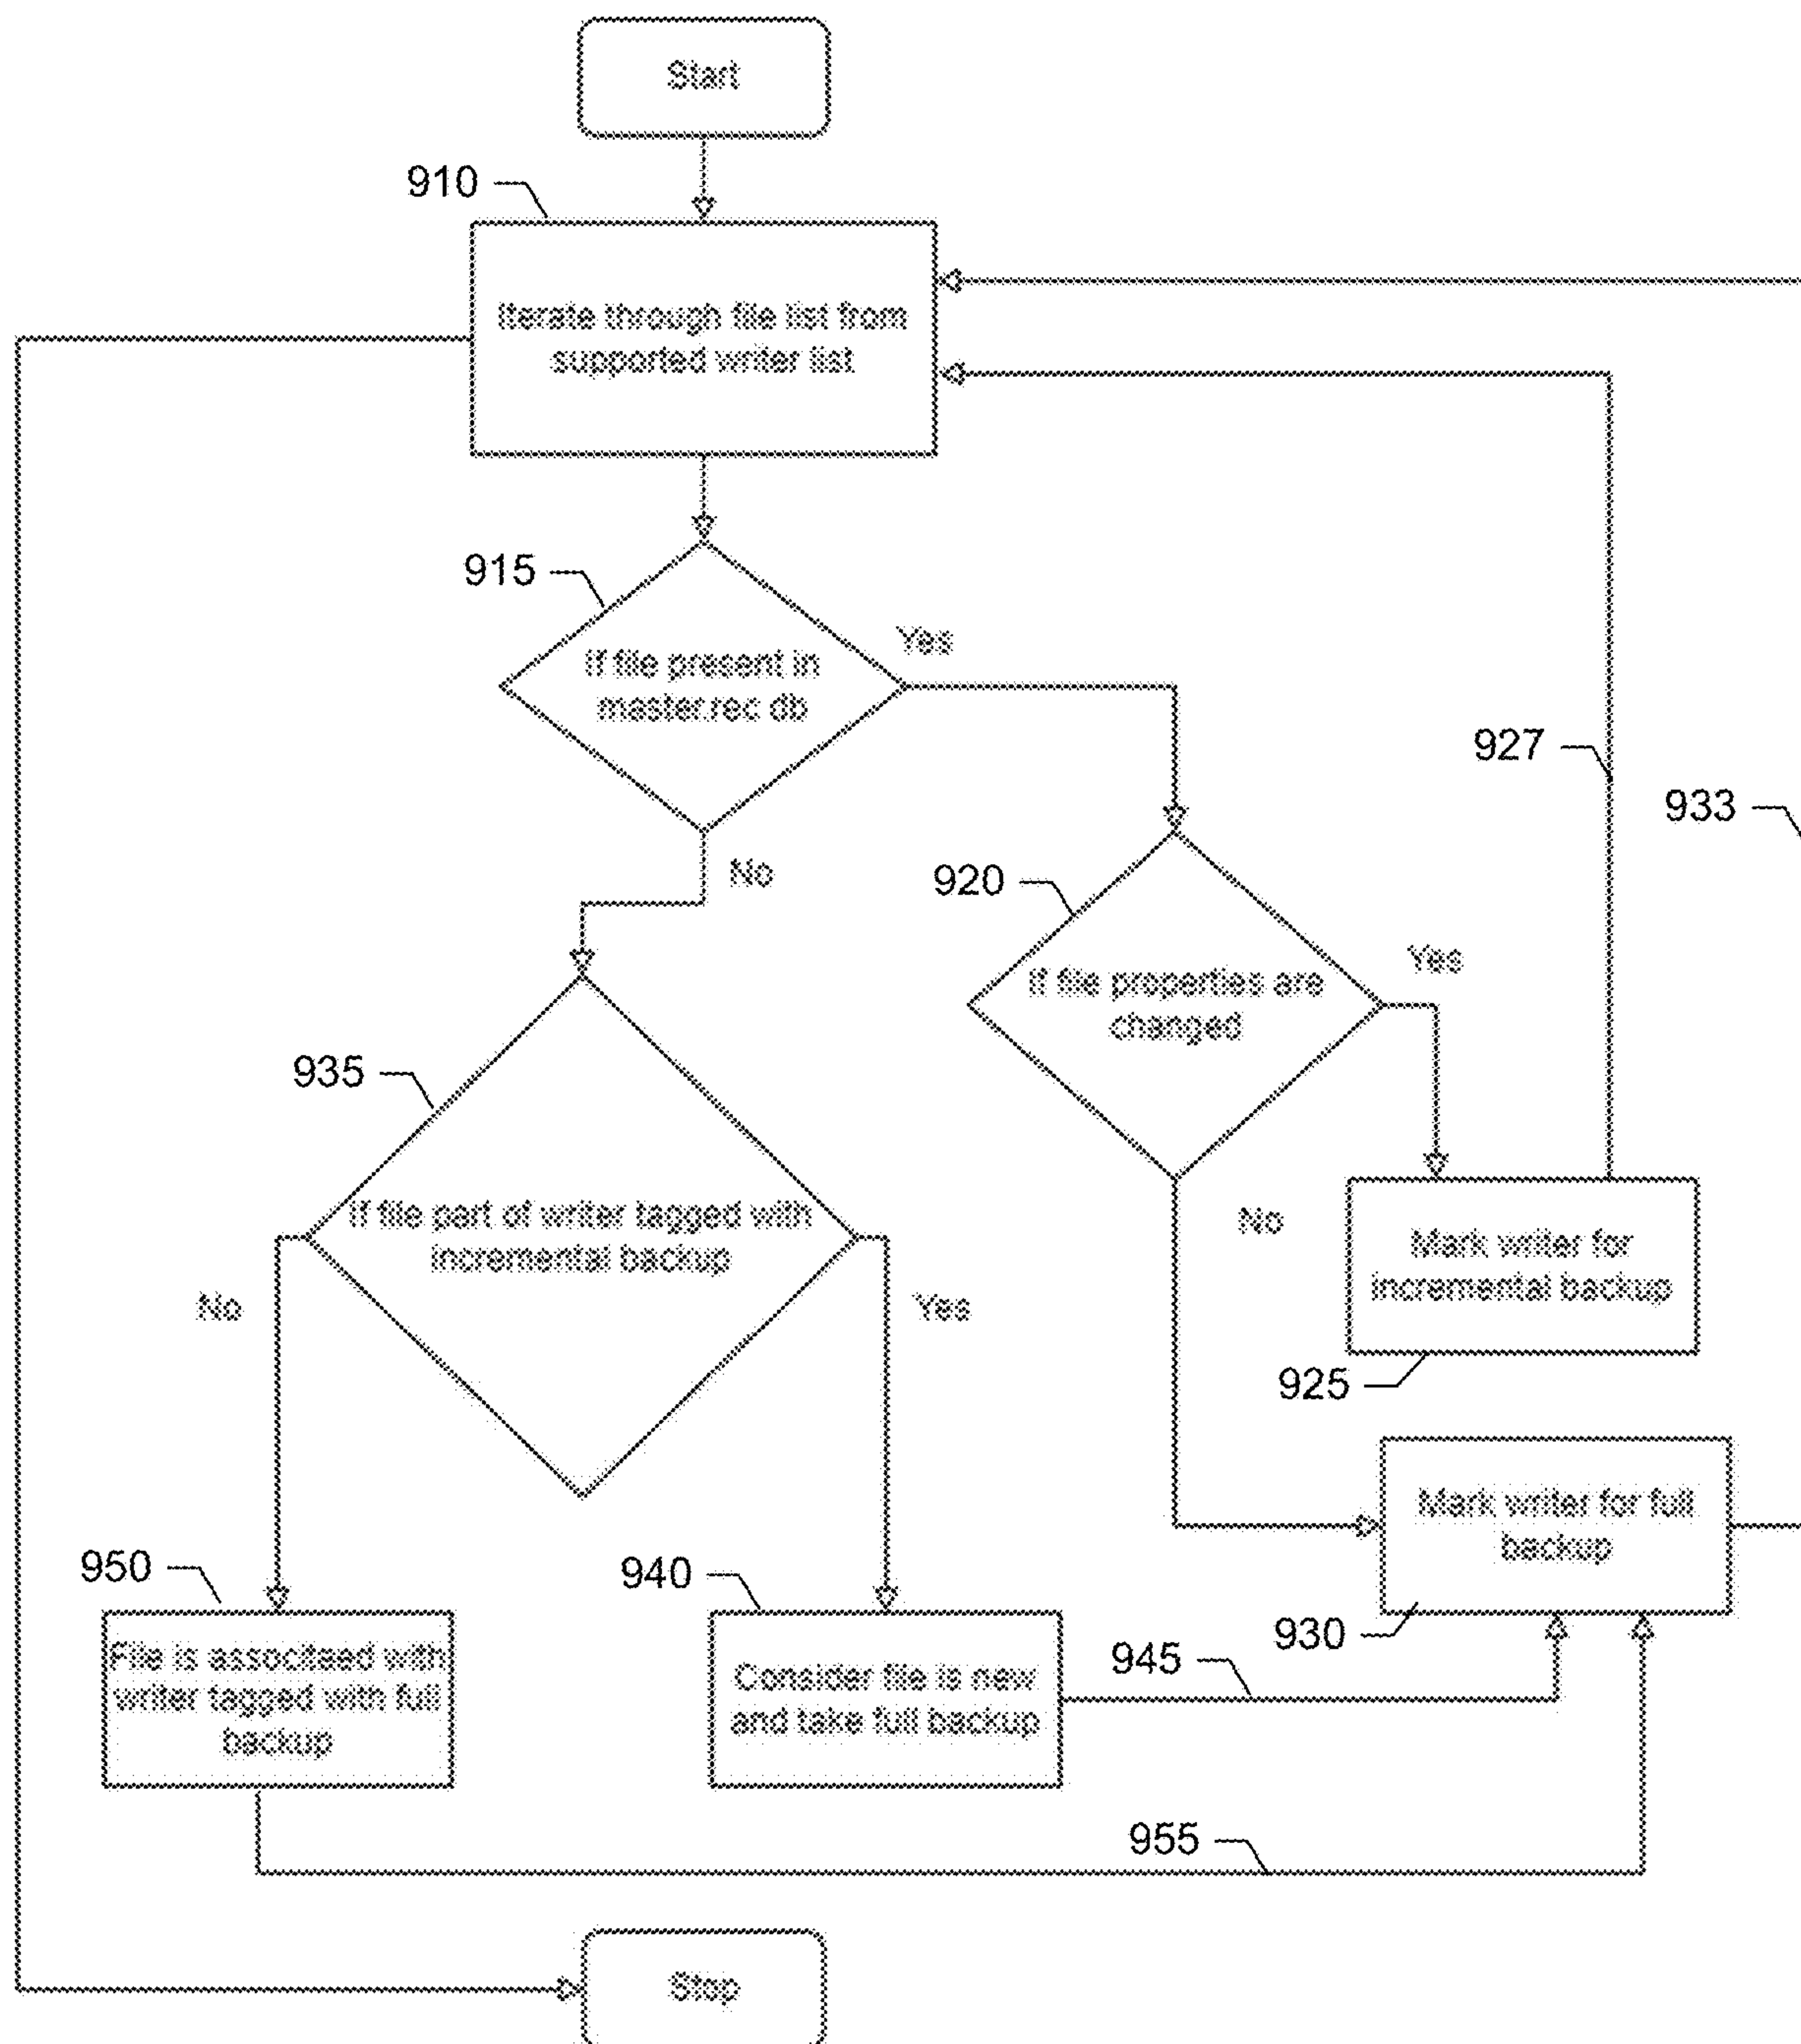 Start
910
Iterate through file list from
supported writer list
915
If file present in
master.rec db
Yes
927
933
No
920
If file properties are
changed
Yes
935
If file part of writer tagged with
incremental backup
No
Yes
No
Mark writer for
incremental backup
925
Mark writer for full
backup
930
950
File is associtaed with
writer tagged with full
backup
940
Consider file is new
and take full backup
945
955
Stop